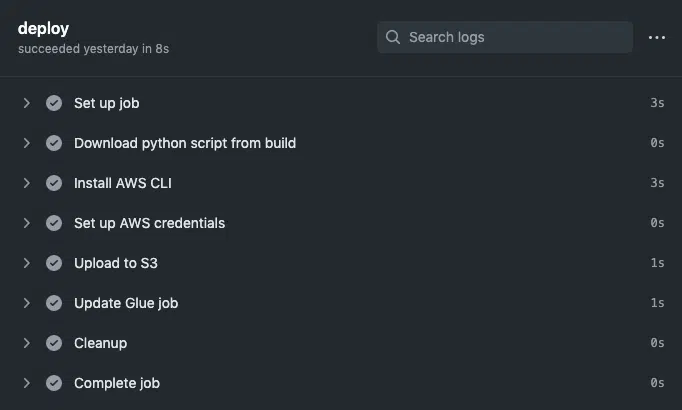 deploy
succeeded yesterday in 8s
Search logs
Set up job 3s
Download python script from build 0s
Install AWS CLI 3s
Set up AWS credentials 0s
Upload to S3 1s
Update Glue job 1s
Cleanup 0s
Complete job 0s